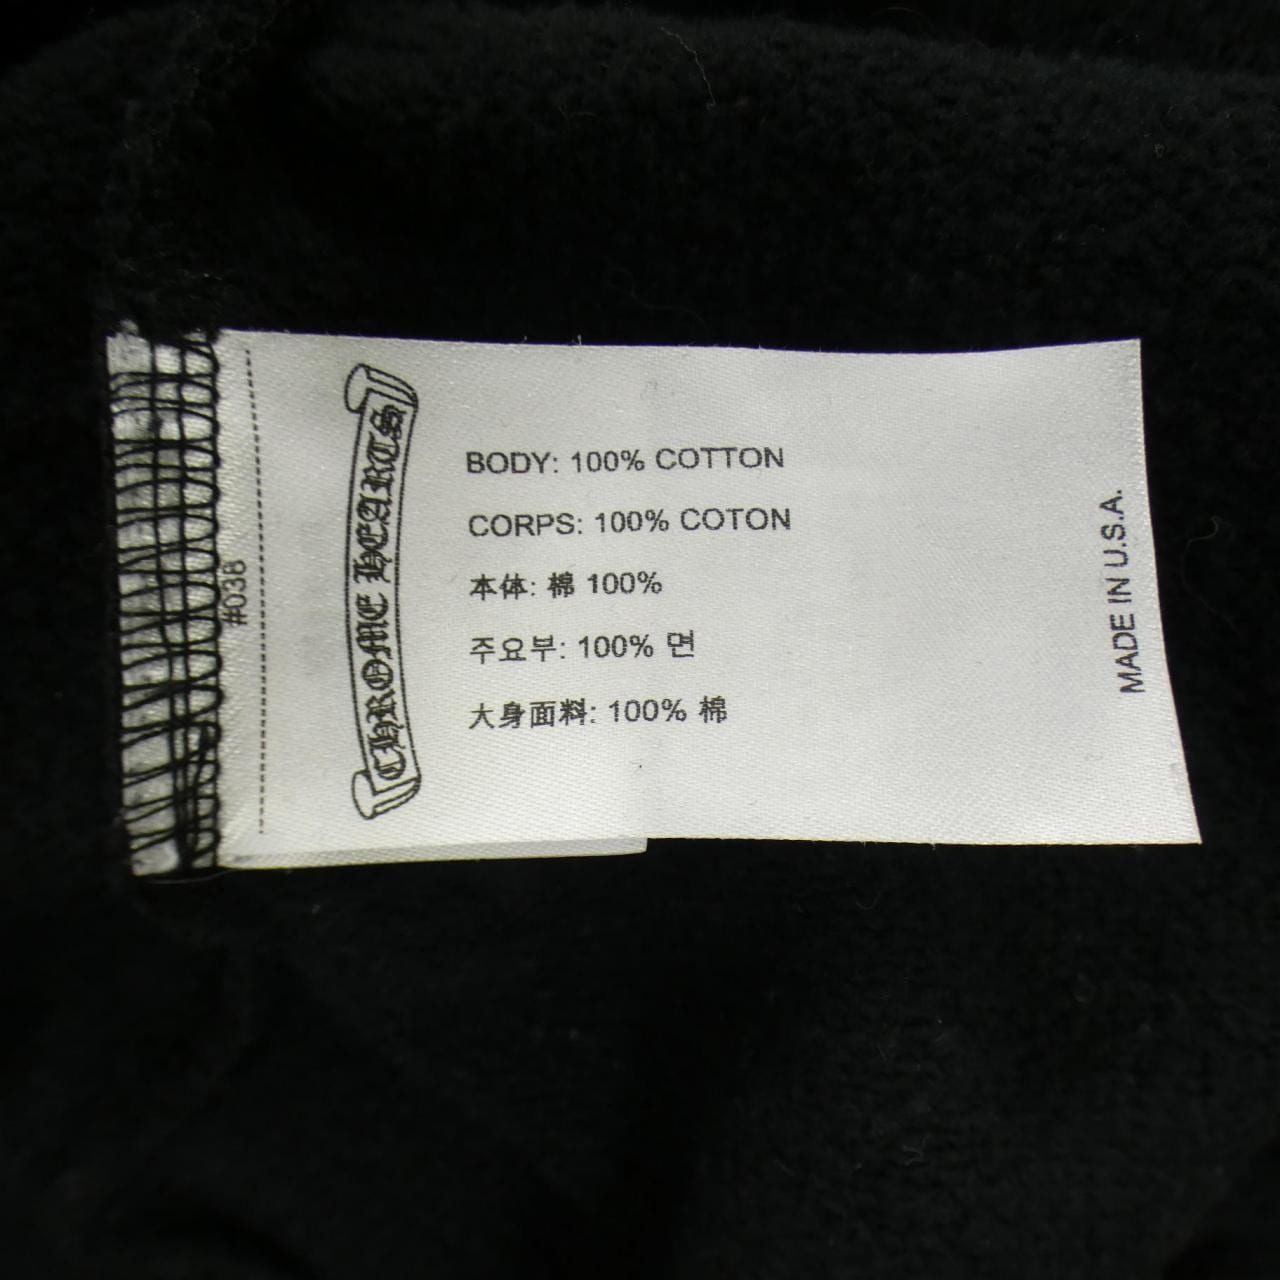 #038
CHROME HEARTS
BODY: 100% COTTON
CORPS: 100% COTON
本体: 棉 100%
주요부: 100% 면
大身面料: 100% 棉
MADE IN U.S.A.